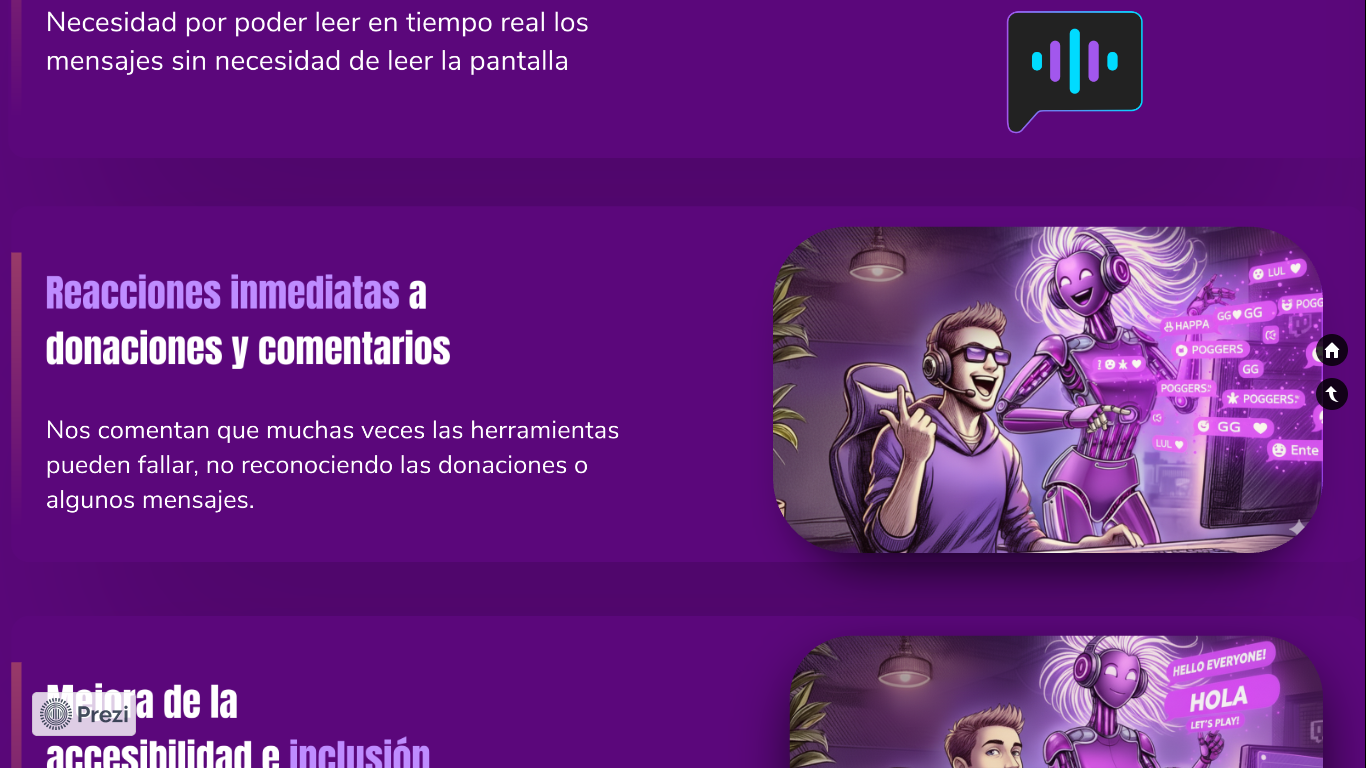 Necesidad por poder leer en tiempo real los
mensajes sin necesidad de leer la pantalla
Reacciones inmediatas a
donaciones y comentarios
Nos comentan que muchas veces las herramientas
pueden fallar, no reconociendo las donaciones o
algunos mensajes.
LUL
POGG
GG GG
HAPPA
POGGERS
GG
POGGERS
POGGERS
GG
LUL
Ente
Mejora de la
accesibilidad e inclusión
HELLO EVERYONE!
HOLA
LET'S PLAY!
Prezi